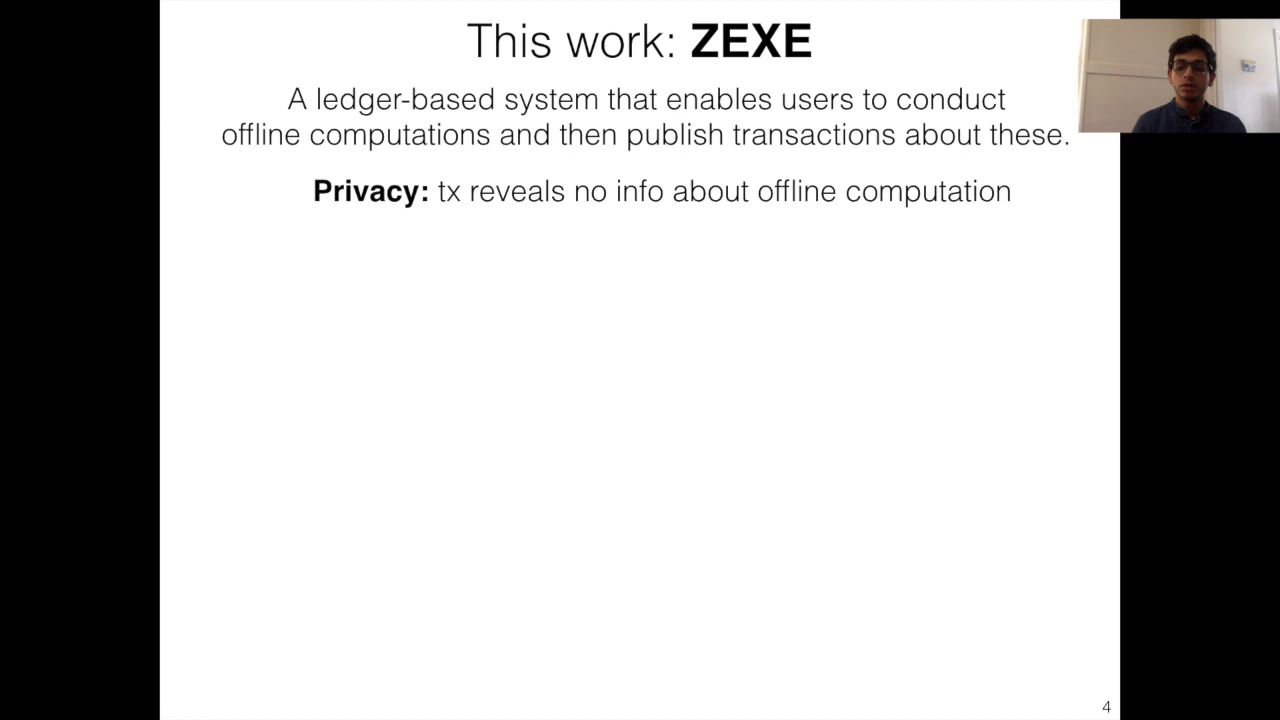 This work: ZEXE
A ledger-based system that enables users to conduct
offline computations and then publish transactions about these.
Privacy: tx reveals no info about offline computation
4